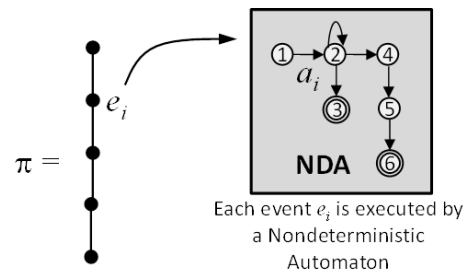 1 2 4
e_i
a_i
3 5
π =
NDA 6
Each event e_i is executed by
a Nondeterministic
Automaton